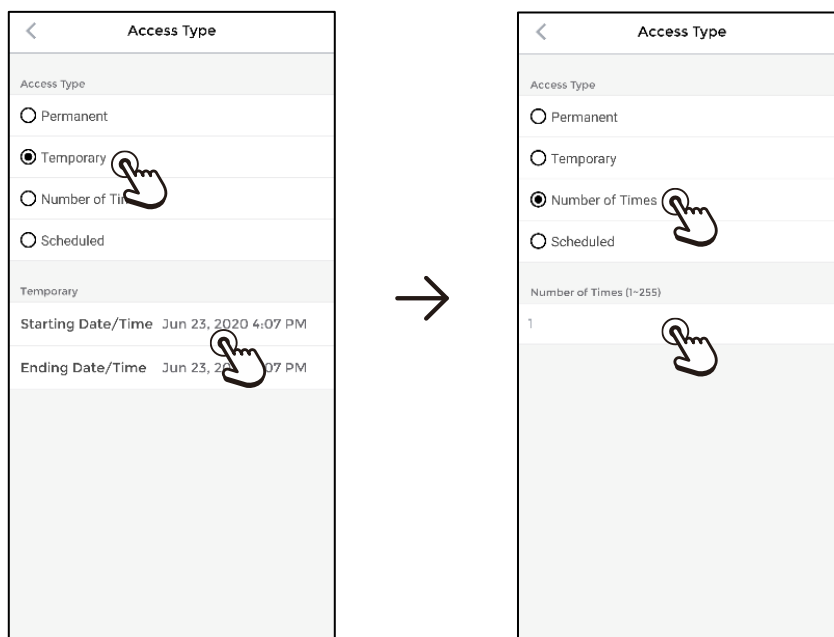 Access Type
Access Type
Permanent
Temporary
Number of
Scheduled
Temporary
Starting Date/Time Jun 23, 2020 4:07 PM
Ending Date/Time Jun 23, PM
Access Type
Access Type
Permanent
Temporary
Number of Times
Scheduled
Number of Times (1~255)
1